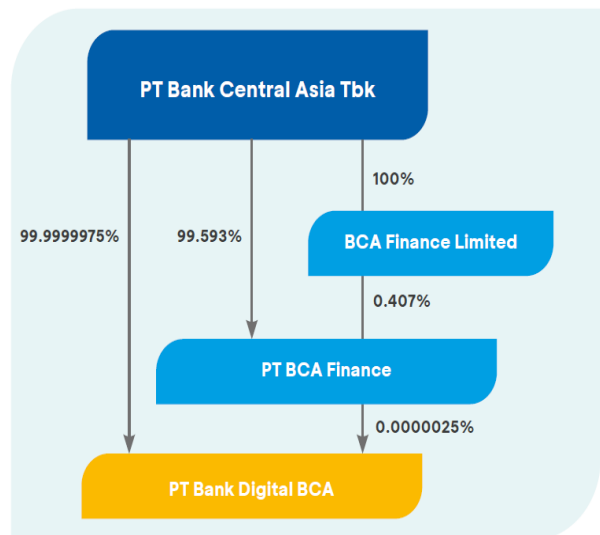 PT Bank Central Asia Tbk
100%
99.9999975%
99.593%
BCA Finance Limited
0.407%
PT BCA Finance
0.0000025%
PT Bank Digital BCA